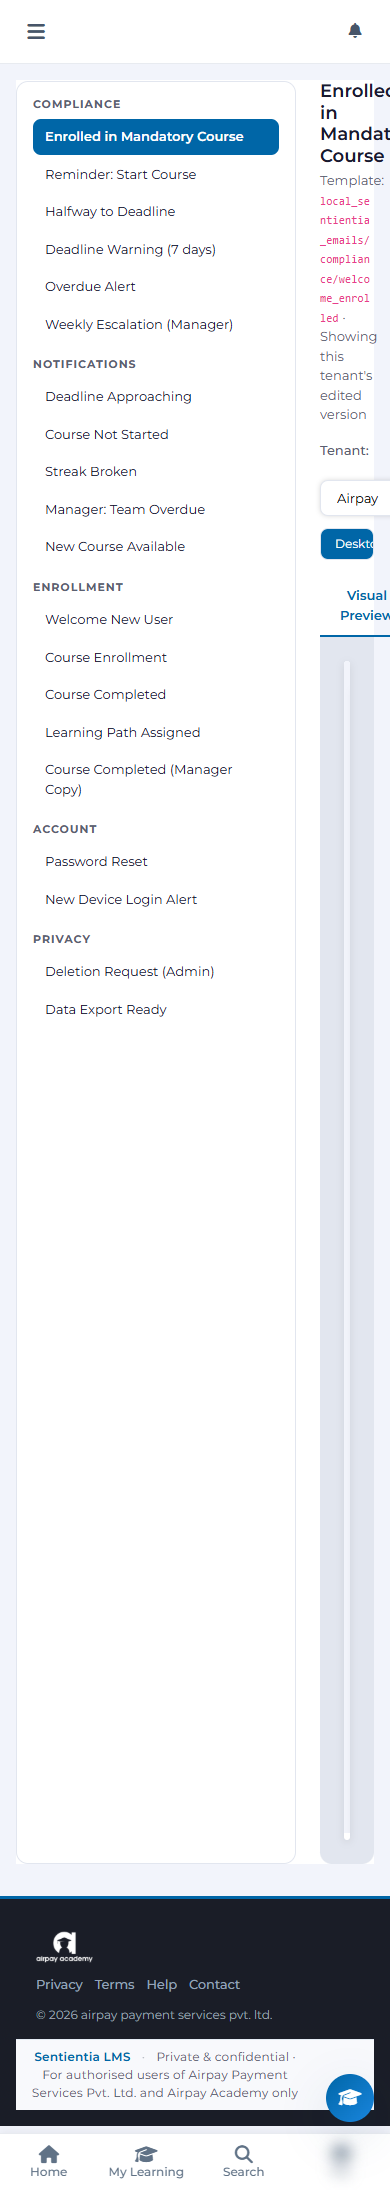 COMPLIANCE
Enrolled in Mandatory Course
Reminder: Start Course
Halfway to Deadline
Deadline Warning (7 days)
Overdue Alert
Weekly Escalation (Manager)
NOTIFICATIONS
Deadline Approaching
Course Not Started
Streak Broken
Manager: Team Overdue
New Course Available
ENROLLMENT
Welcome New User
Course Enrollment
Course Completed
Learning Path Assigned
Course Completed (Manager
Copy)
ACCOUNT
Password Reset
New Device Login Alert
PRIVACY
Deletion Request (Admin)
Data Export Ready
Enrolled
in
Mandat
Course
Template:
local_se
ntientia
_emails/
complian
ce/welco
me_enrol
led ·
Showing
this
tenant's
edited
version
Tenant:
Airpay
Deskto
Visual
Preview
airpay academy
Privacy Terms Help Contact
© 2026 airpay payment services pvt. ltd.
Sentientia LMS · Private & confidential ·
For authorised users of Airpay Payment
Services Pvt. Ltd. and Airpay Academy only
Home My Learning Search